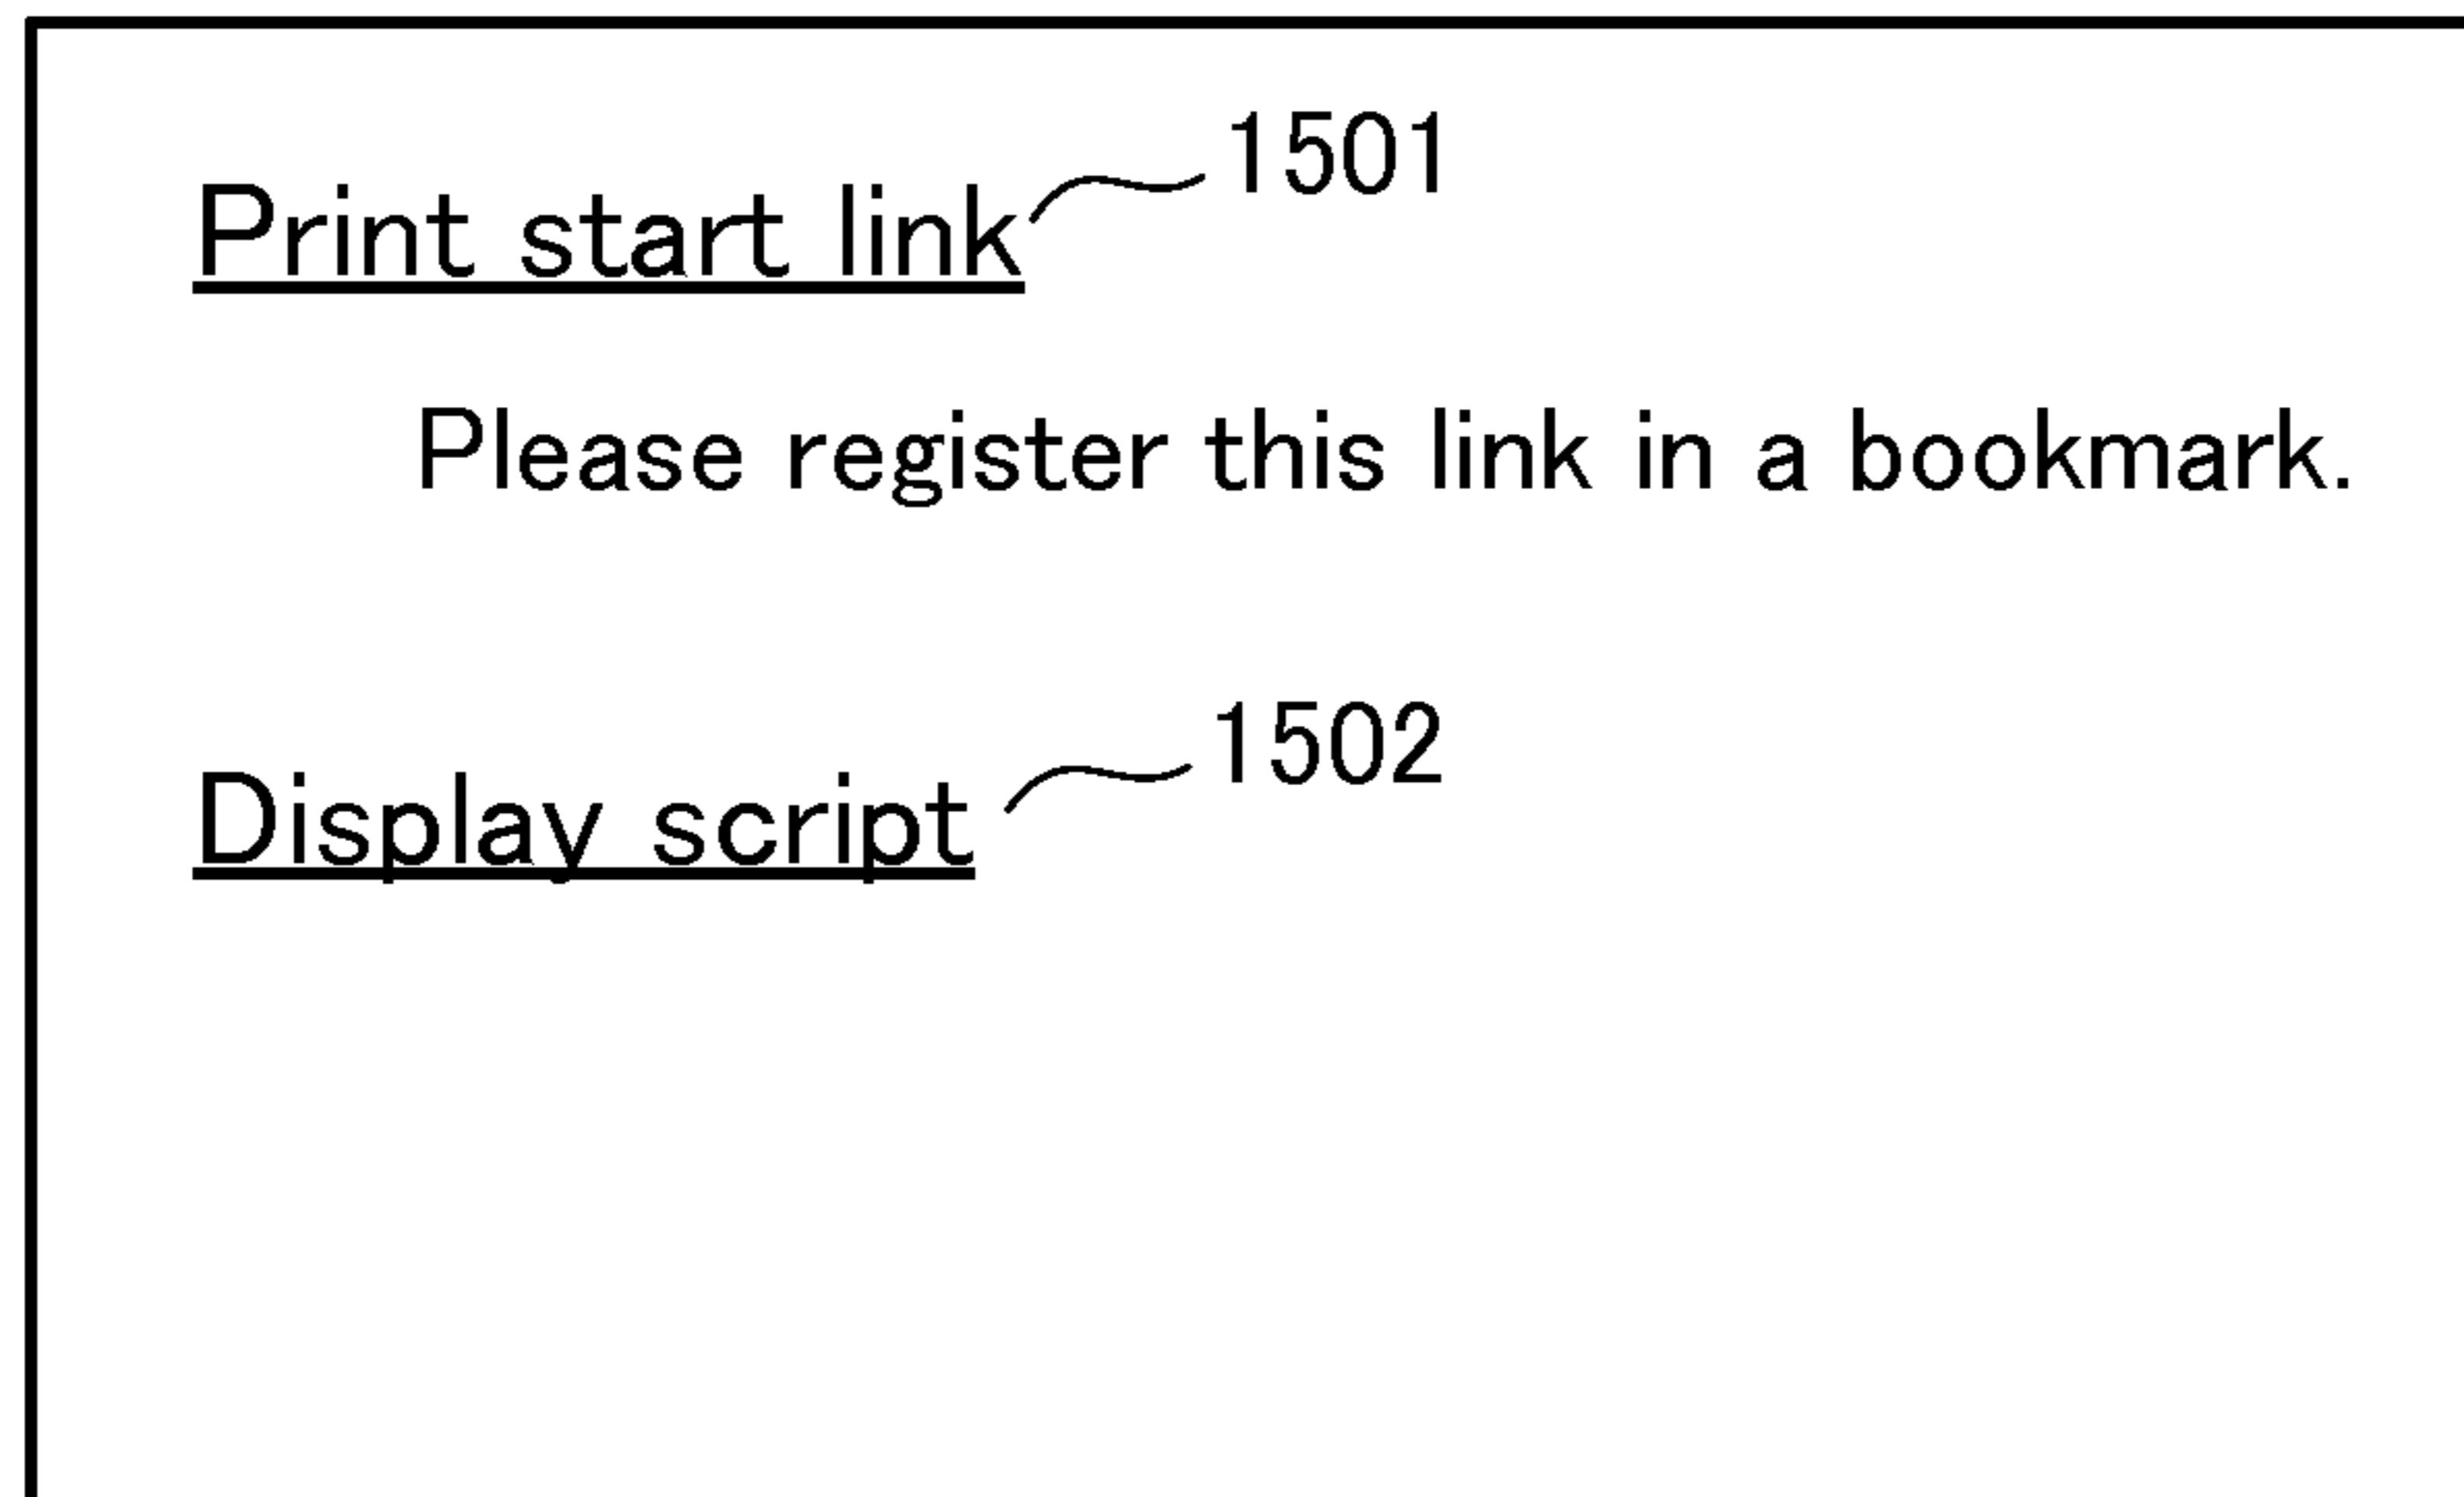 1501
Print start link
Please register this link in a bookmark.
1502
Display script